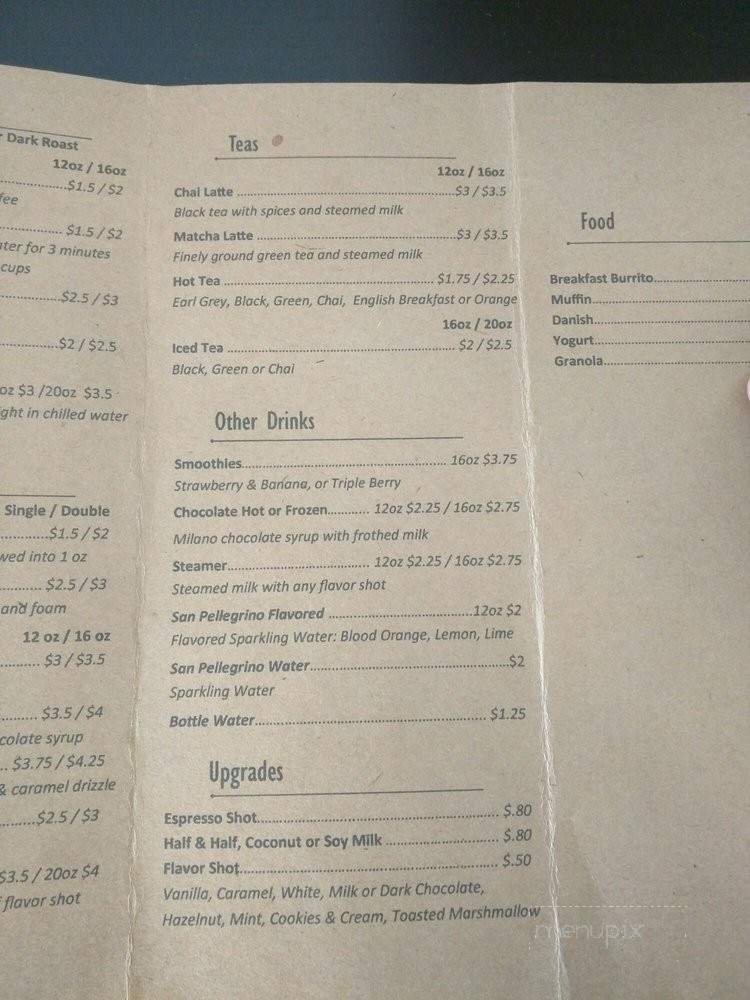 r Dark Roast
12oz / 16oz
....................$1.5 / $2
fee
.................... $1.5 / $2
ter for 3 minutes
cups
....................$2.5 / $3
....................$2 / $2.5
oz $3 /20oz $3.5
ight in chilled water
Single / Double
....................$1.5 / $2
wed into 1 oz
.................... $2.5 / $3
and foam
12 oz / 16 oz
............... $3 / $3.5
......... $3.5 / $4
colate syrup
.. $3.75 / $4.25
& caramel drizzle
.........$2.5 / $3
$3.5 / 20oz $4
flavor shot
Teas
12oz / 16oz
Chai Latte ....................$3 / $3.5
Black tea with spices and steamed milk
Matcha Latte ....................$3 / $3.5
Finely ground green tea and steamed milk
Hot Tea .................... $1.75 / $2.25
Earl Grey, Black, Green, Chai, English Breakfast or Orange
16oz / 20oz
Iced Tea .................... $2 / $2.5
Black, Green or Chai
Other Drinks
Smoothies.................... 16oz $3.75
Strawberry & Banana, or Triple Berry
Chocolate Hot or Frozen........... 12oz $2.25 / 16oz $2.75
Milano chocolate syrup with frothed milk
Steamer.................... 12oz $2.25 / 16oz $2.75
Steamed milk with any flavor shot
San Pellegrino Flavored ....................12oz $2
Flavored Sparkling Water: Blood Orange, Lemon, Lime
San Pellegrino Water....................$2
Sparkling Water
Bottle Water.................... $1.25
Upgrades
Espresso Shot.................... $.80
Half & Half, Coconut or Soy Milk .................... $.80
Flavor Shot.................... $.50
Vanilla, Caramel, White, Milk or Dark Chocolate,
Hazelnut, Mint, Cookies & Cream, Toasted Marshmallow
Food
Breakfast Burrito....................
Muffin....................
Danish....................
Yogurt....................
Granola....................
menupix